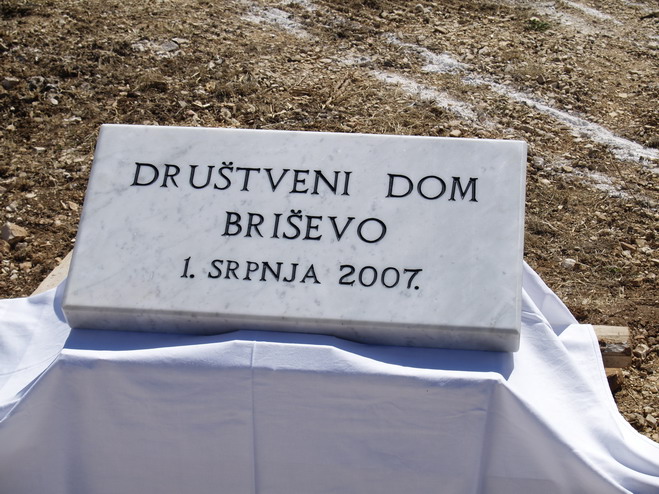 DRUŠTVENI DOM
BRIŠEVO
1. SRPNJA 2007.